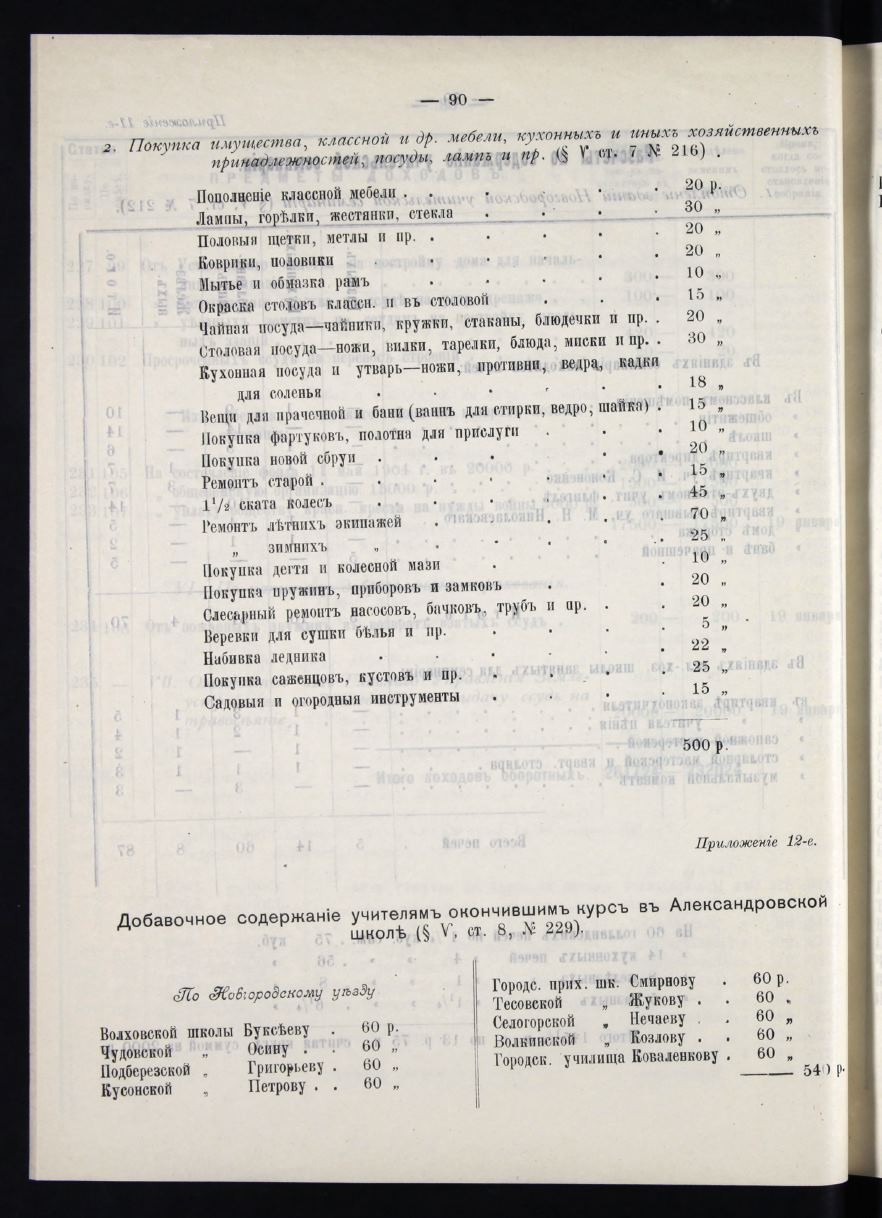 — 90 —
2. Покупка имущества, классной и др. мебели, кухонныхъ и иныхъ хозяйственныхъ
принадлежностей, посуды, лампъ и пр. (§ V ст. 7 № 216) .
Пополненіе классной мебели . . . . . . 20 р.
Лампы, горѣлки, жестянки, стекла . . . . 30 „
Половыя щетки, метлы и пр. . . . . . 20 „
Коврики, половики . . . . . 20 „
Мытье и обмазка рамъ . . . . . 10 „
Окраска столовъ классн. и въ столовой . . . 15 „
Чайная посуда—чайники, кружки, стаканы, блюдечки и пр. . 20 „
Столовая посуда—ножи, вилки, тарелки, блюда, миски и пр. . 30 „
Кухонная посуда и утварь—ножи, противни, ведра, кадки
для соленья . . . . . . 18 „
Вещи для прачечной и бани (ваннъ для стирки, ведро, шайка) . 15 „
Покупка фартуковъ, полотна для прислуги . . . 10 „
Покупка новой сбруи . . . . . . 20 „
Ремонтъ старой . . . . . . . 15 „
1¹/₂ ската колесъ . . . . . . 45 „
Ремонтъ лѣтнихъ экипажей . . . . . 70 „
„ зимнихъ „ . . . . . 25 „
Покупка дегтя и колесной мази . . . . 10 „
Покупка пружинъ, приборовъ и замковъ . . 20 „
Слесарный ремонтъ насосовъ, бачковъ, трубъ и пр. . . 20 „
Веревки для сушки бѣлья и пр. . . . . 5 „
Набивка ледника . . . . . . 22 „
Покупка саженцовъ, кустовъ и пр. . . . . 25 „
Садовыя и огородныя инструменты . . . 15 „
500 р.
Приложеніе 12-е.
Добавочное содержаніе учителямъ окончившимъ курсъ въ Александровской
школѣ (§ V, ст. 8, № 229).
По Новгородскому уѣзду
Волховской школы Буксѣеву . 60 р.
Чудовской „ Осину . . 60 „
Подберезской „ Григорьеву . 60 „
Кусонской „ Петрову . . 60 „
Городс. прих. шк. Смирнову . 60 р.
Тесовской „ Жукову . . 60 „
Селогорской „ Нечаеву . . 60 „
Волкинской „ Козлову . . 60 „
Городск. училища Коваленкову . 60 „
540 р.